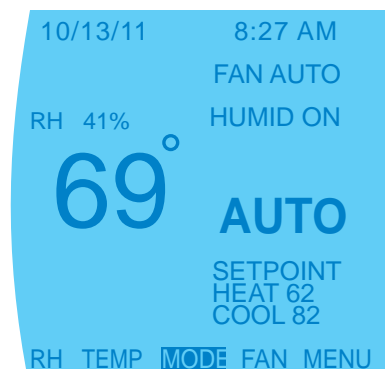 10/13/11 8:27 AM
FAN AUTO
RH 41% HUMID ON
69°
AUTO
SETPOINT
HEAT 62
COOL 82
RH TEMP MODE FAN MENU